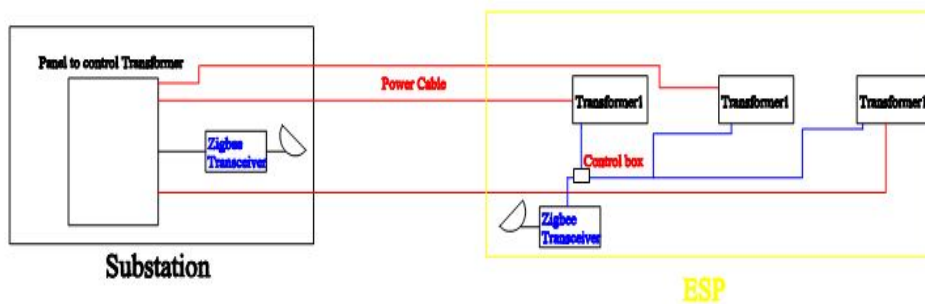 Panel to control Transformer
Power Cable
Transformer1
Transformer1
Transformer1
Zigbee
Transceiver
Control box
Zigbee
Transceiver
Substation
ESP